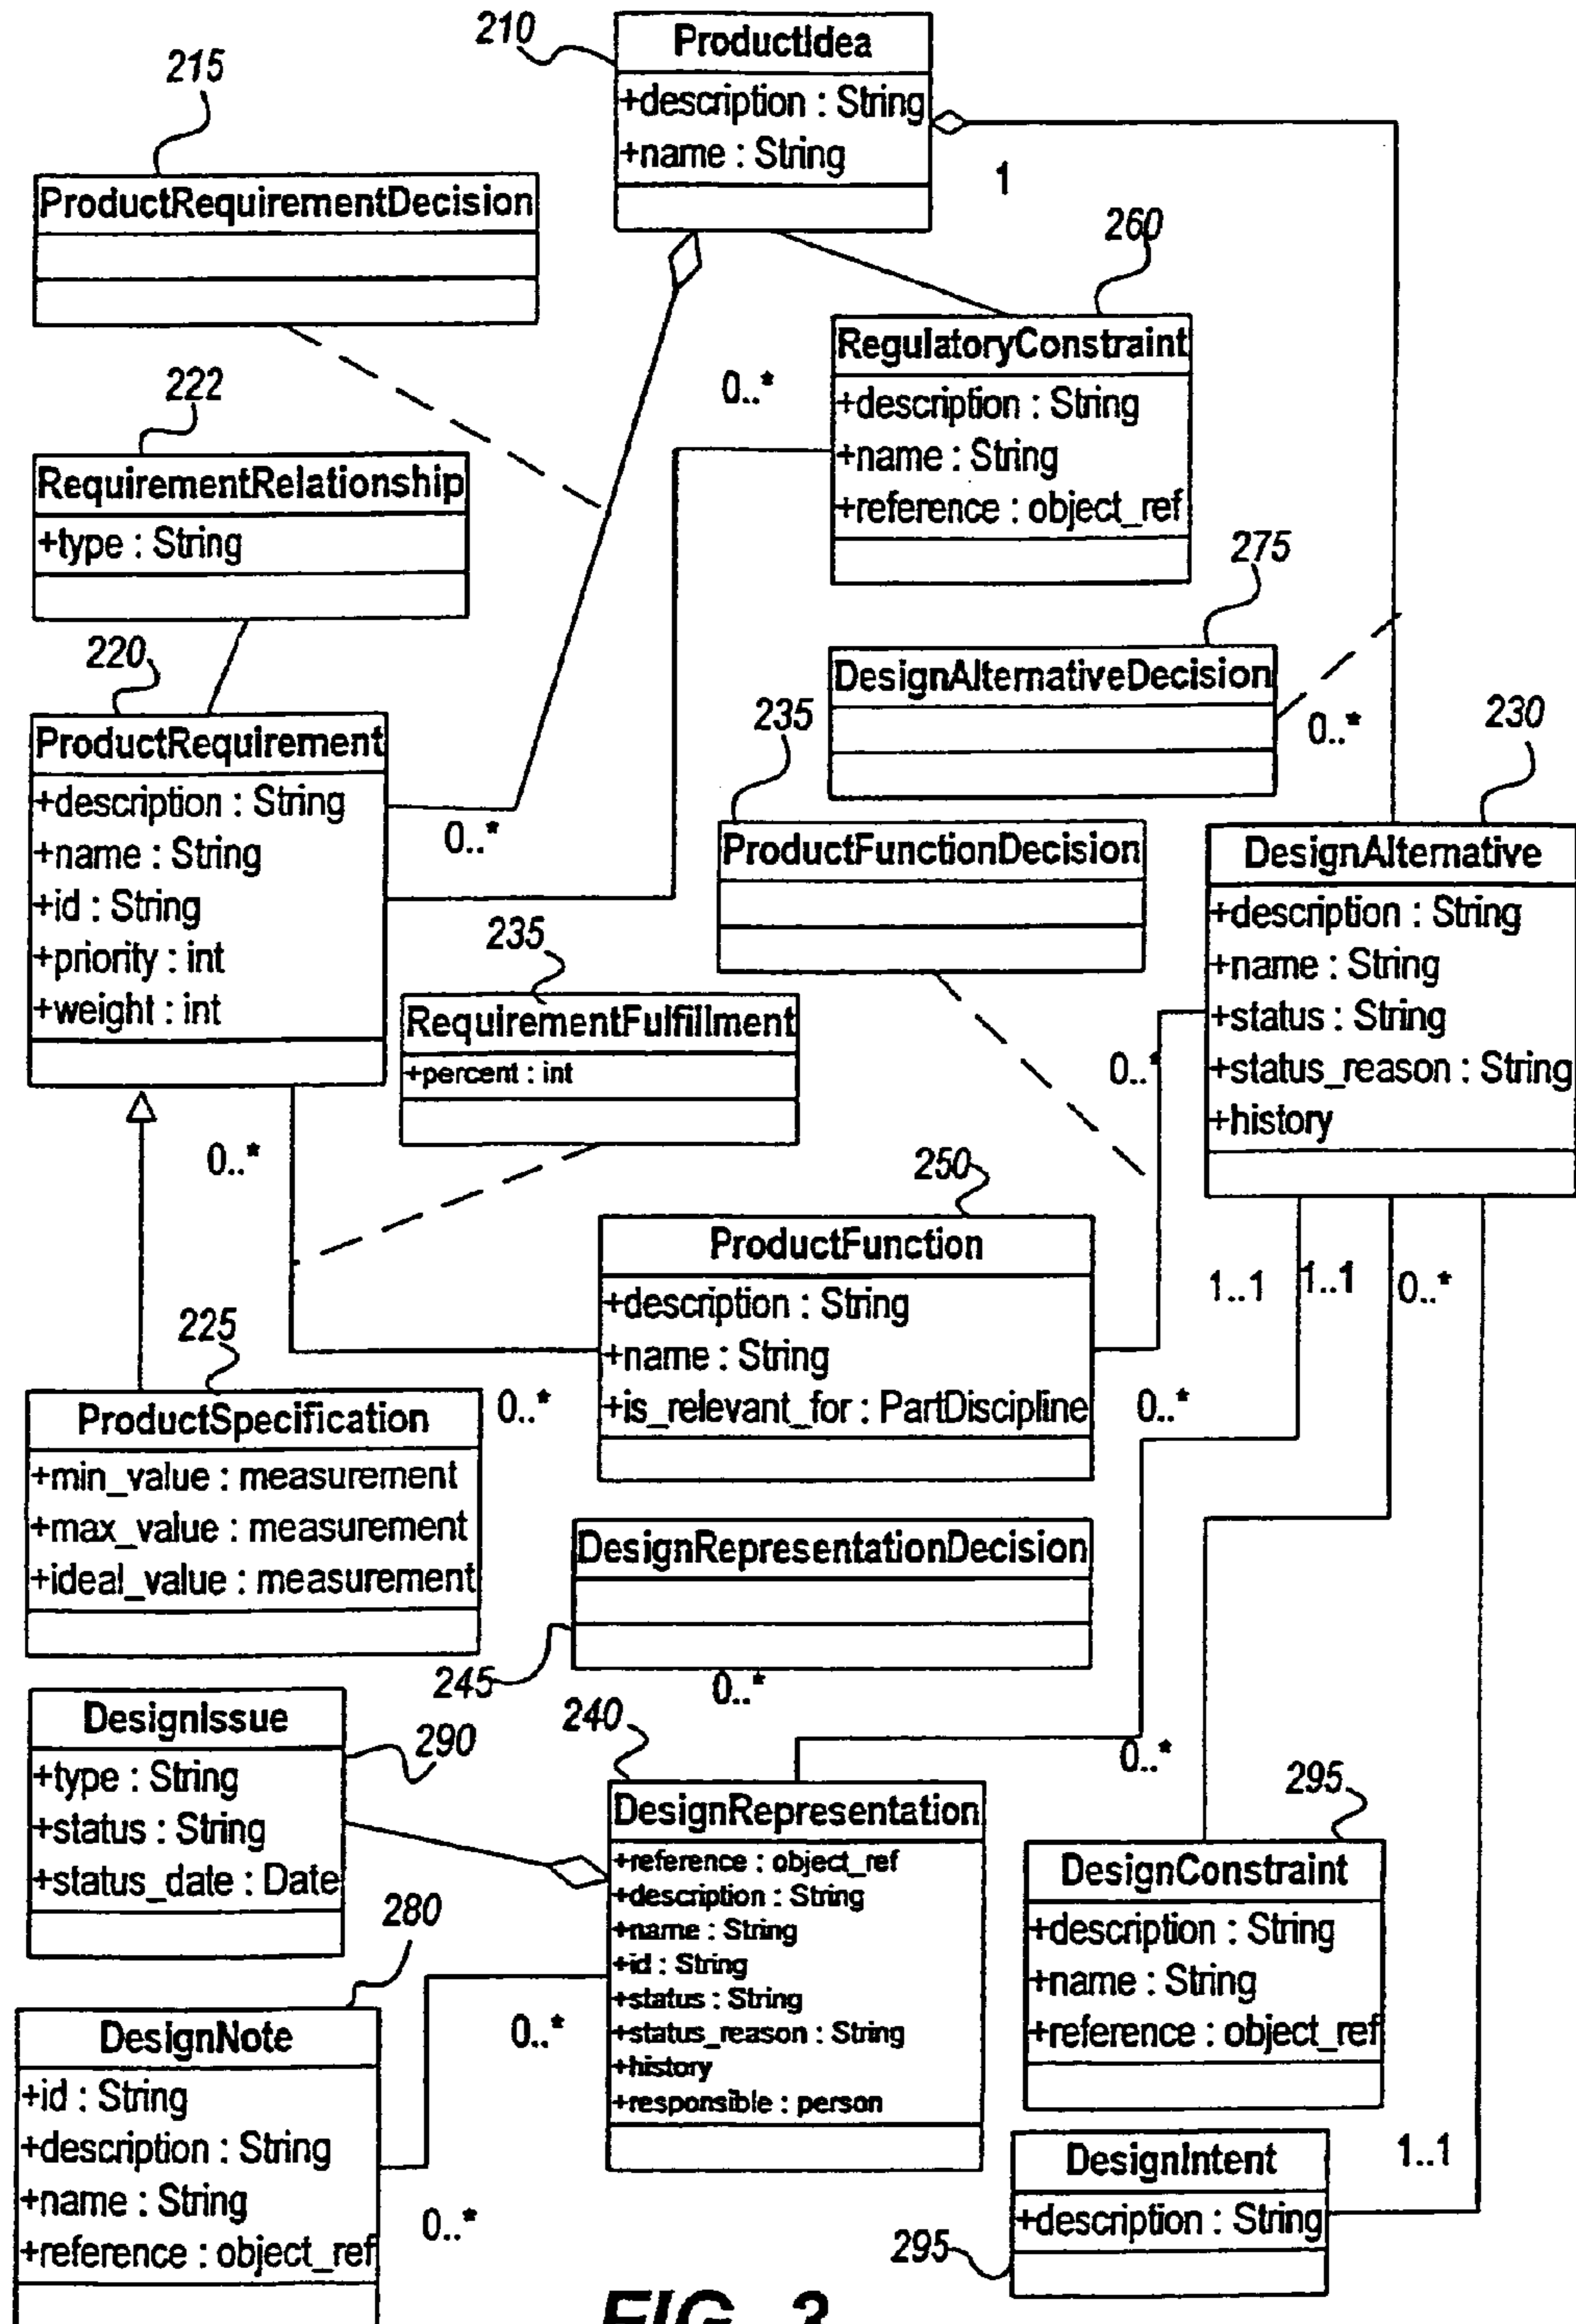 210
ProductIdea
+description : String
+name : String
1
215
ProductRequirementDecision
260
RegulatoryConstraint
+description : String
+name : String
+reference : object_ref
0..*
222
RequirementRelationship
+type : String
275
DesignAlternativeDecision
0..*
220
ProductRequirement
+description : String
+name : String
+id : String
+priority : int
+weight : int
0..*
235
ProductFunctionDecision
230
DesignAlternative
+description : String
+name : String
+status : String
+status_reason : String
+history
235
RequirementFulfillment
+percent : int
0..*
0..*
250
ProductFunction
+description : String
+name : String
+is_relevant_for : PartDiscipline
1..1
1..1
0..*
225
ProductSpecification
+min_value : measurement
+max_value : measurement
+ideal_value : measurement
0..*
0..*
DesignRepresentationDecision
245
0..*
DesignIssue
+type : String
+status : String
+status_date : Date
290
240
0..*
DesignRepresentation
+reference : object_ref
+description : String
+name : String
+id : String
+status : String
+status_reason : String
+history
+responsible : person
295
DesignConstraint
+description : String
+name : String
+reference : object_ref
280
DesignNote
+id : String
+description : String
+name : String
+reference : object_ref
0..*
0..*
DesignIntent
+description : String
1..1
295
FIG. 3